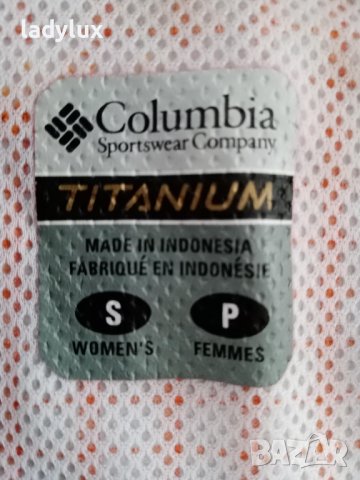 ladylux
Columbia
Sportswear Company
TITANIUM
MADE IN INDONESIA
FABRIQUÉ EN INDONÉSIE
S P
WOMEN'S FEMMES
BAZAR